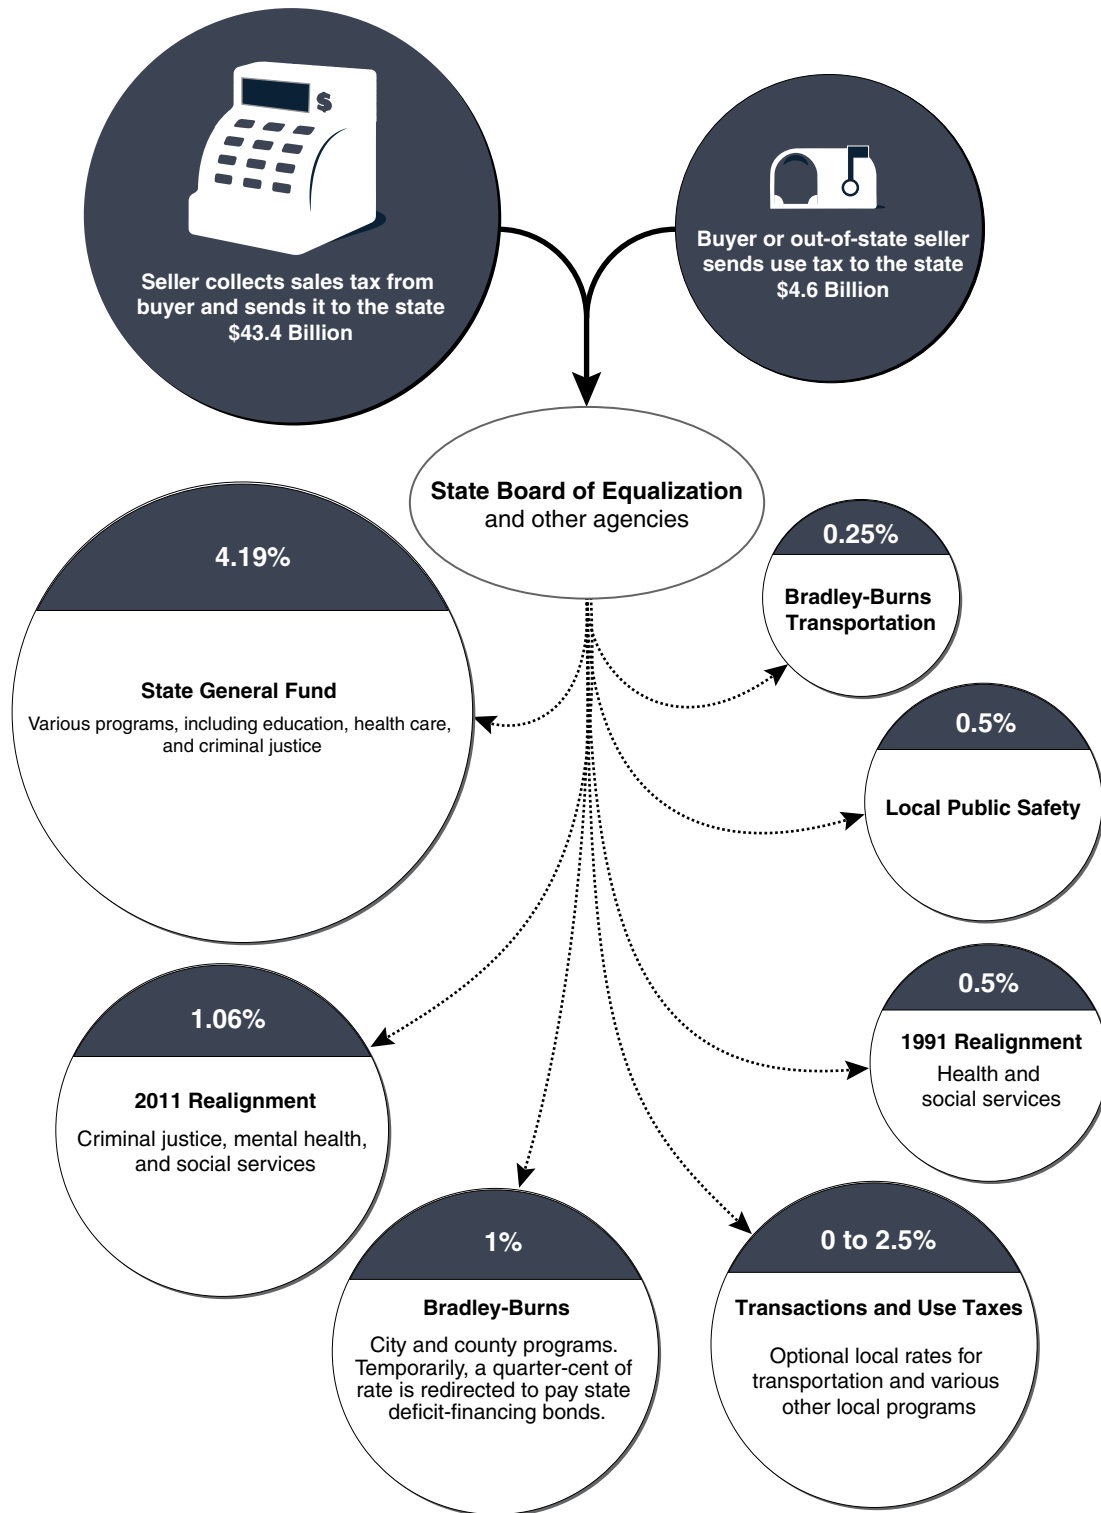 $
Seller collects sales tax from
buyer and sends it to the state
$43.4 Billion
Buyer or out-of-state seller
sends use tax to the state
$4.6 Billion
State Board of Equalization
and other agencies
4.19%
State General Fund
Various programs, including education, health care,
and criminal justice
0.25%
Bradley-Burns
Transportation
0.5%
Local Public Safety
0.5%
1991 Realignment
Health and
social services
1.06%
2011 Realignment
Criminal justice, mental health,
and social services
1%
Bradley-Burns
City and county programs.
Temporarily, a quarter-cent of
rate is redirected to pay state
deficit-financing bonds.
0 to 2.5%
Transactions and Use Taxes
Optional local rates for
transportation and various
other local programs